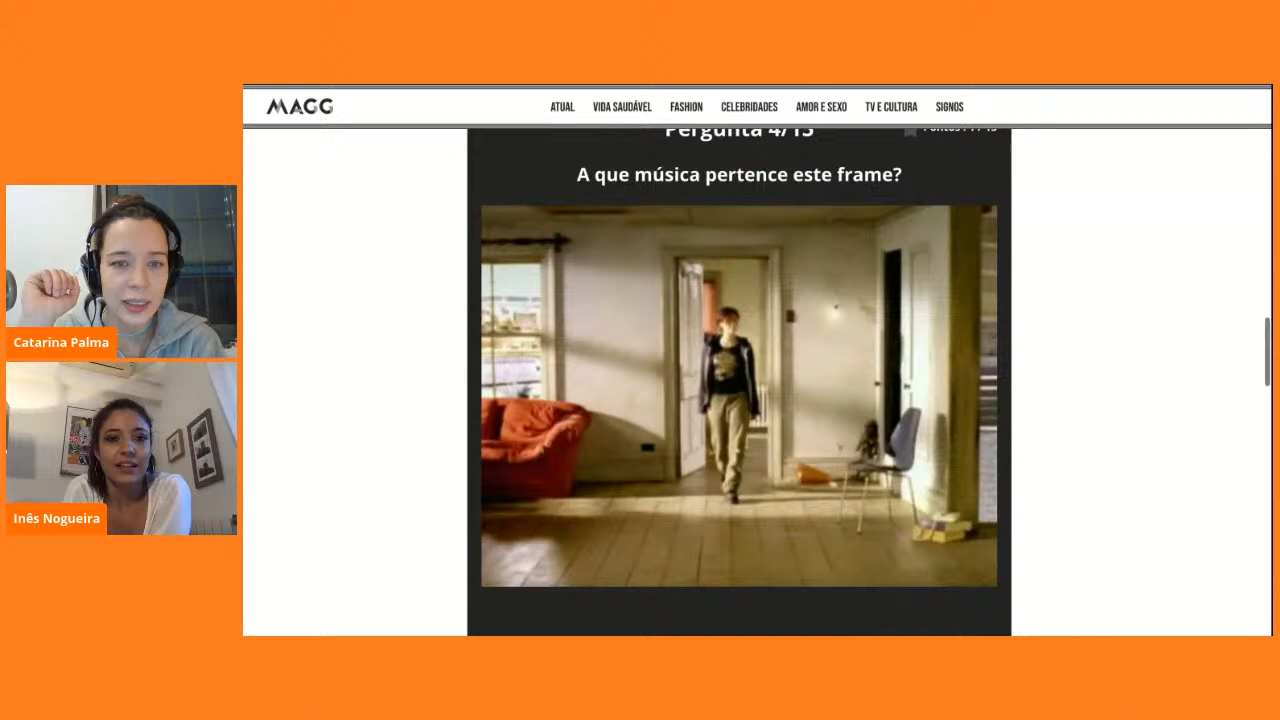 MAGG
ATUAL VIDA SAUDÁVEL FASHION CELEBRIDADES AMOR E SEXO TV E CULTURA SIGNOS
Pergunta 4/15
A que música pertence este frame?
Catarina Palma
Inês Nogueira